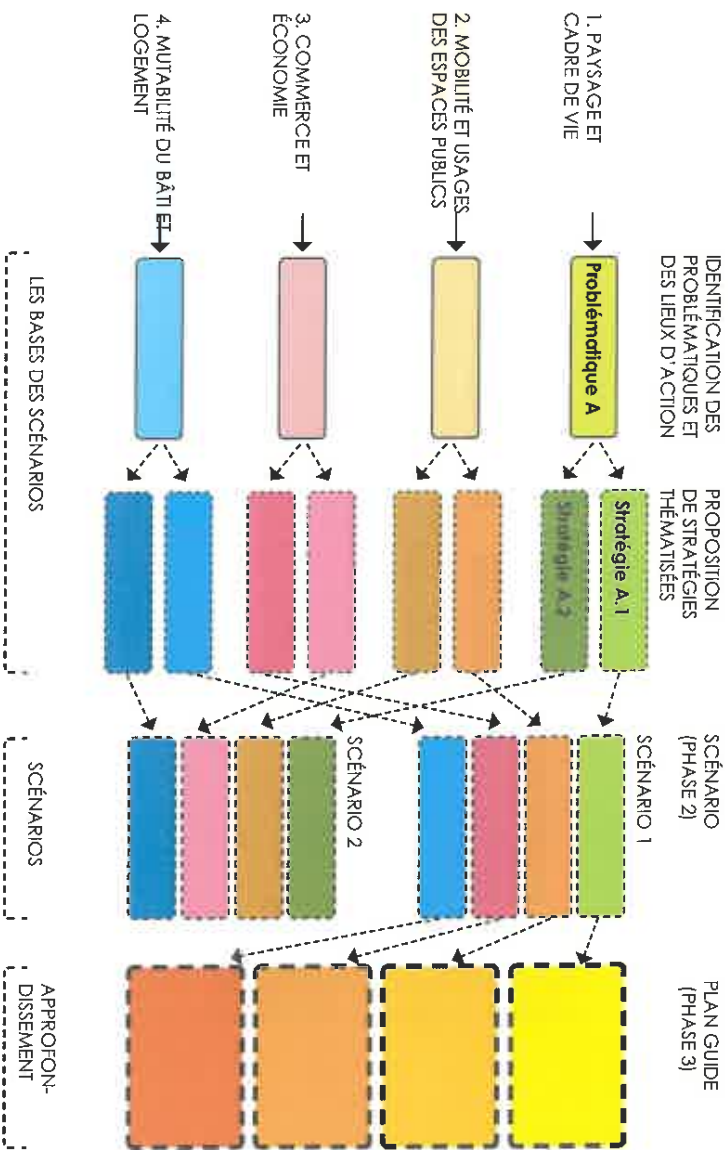 IDENTIFICATION DES
PROBLÉMATIQUES ET
DES LIEUX D'ACTION
PROPOSITION
DE STRATÉGIES
THÉMATISÉES
SCÉNARIO
(PHASE 2)
PLAN GUIDE
(PHASE 3)
1. PAYSAGE ET
CADRE DE VIE
Problématique A
Stratégie A.1
Stratégie A.2
SCÉNARIO 1
2. MOBILITÉ ET USAGES
DES ESPACES PUBLICS
3. COMMERCE ET
ÉCONOMIE
SCÉNARIO 2
4. MUTABILITÉ DU BÂTI ET
LOGEMENT
LES BASES DES SCÉNARIOS
SCÉNARIOS
APPROFON-
DISSEMENT